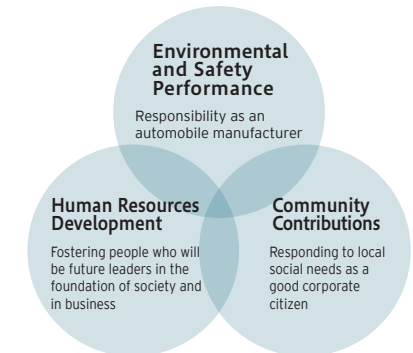 Environmental
and Safety
Performance
Responsibility as an
automobile manufacturer
Human Resources
Development
Fostering people who will
be future leaders in the
foundation of society and
in business
Community
Contributions
Responding to local
social needs as a
good corporate
citizen